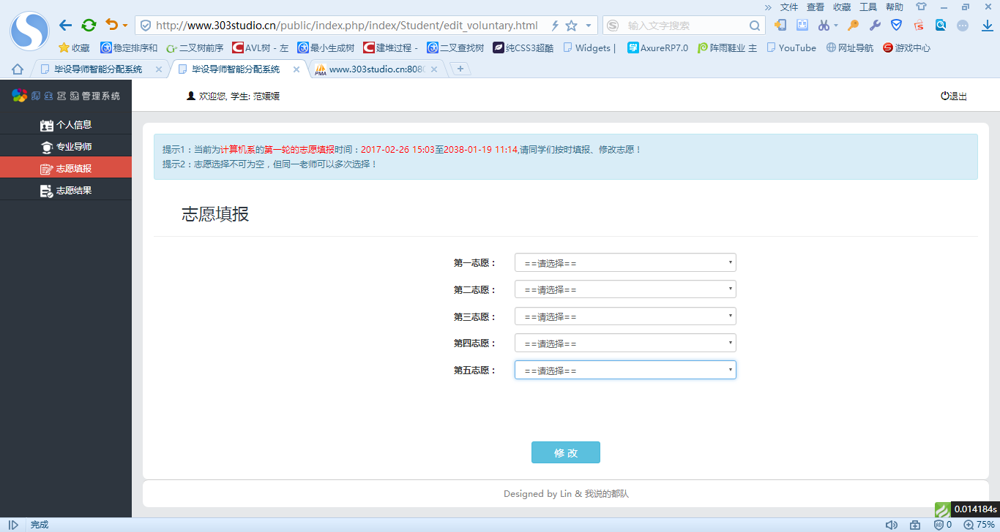 » 文件 查看 收藏 工具 帮助
http://www.303studio.cn/public/index.php/index/Student/edit_voluntary.html
输入文字搜索
收藏 稳定排序和 二叉树前序 AVL树 - 左 最小生成树 建堆过程 - 二叉查找树 纯CSS3超酷 Widgets | AxureRP7.0 阵雨鞋业 主 YouTube 网址导航 游戏中心
毕设导师智能分配系统 毕设导师智能分配系统 www.303studio.cn:808
师生互选管理系统
欢迎您, 学生: 范媛媛
退出
个人信息
专业导师
志愿填报
志愿结果
提示1：当前为计算机系的第一轮的志愿填报时间：2017-02-26 15:03至2038-01-19 11:14,请同学们按时填报、修改志愿！
提示2：志愿选择不可为空，但同一老师可以多次选择！
志愿填报
第一志愿： ==请选择==
第二志愿： ==请选择==
第三志愿： ==请选择==
第四志愿： ==请选择==
第五志愿： ==请选择==
修 改
Designed by Lin & 我说的都队
0.014184s
完成
0 75%